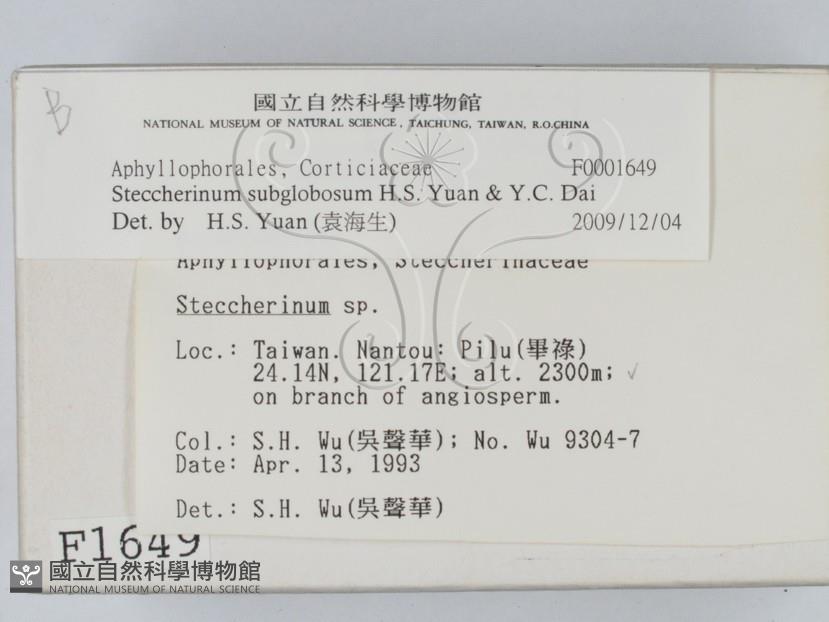 B
國立自然科學博物館
NATIONAL MUSEUM OF NATURAL SCIENCE, TAICHUNG, TAIWAN, R.O.CHINA
Aphyllophorales, Corticiaceae F0001649
Steccherinum subglobosum H.S. Yuan & Y.C. Dai
Det. by H.S. Yuan (袁海生) 2009/12/04
Aphyllophorales, Steccherinaceae
Steccherinum sp.
Loc.: Taiwan. Nantou: Pilu(畢祿)
24.14N, 121.17E; alt. 2300m; ✓
on branch of angiosperm.
Col.: S.H. Wu(吳聲華); No. Wu 9304-7
Date: Apr. 13, 1993
Det.: S.H. Wu(吳聲華)
F1649
國立自然科學博物館
NATIONAL MUSEUM OF NATURAL SCIENCE